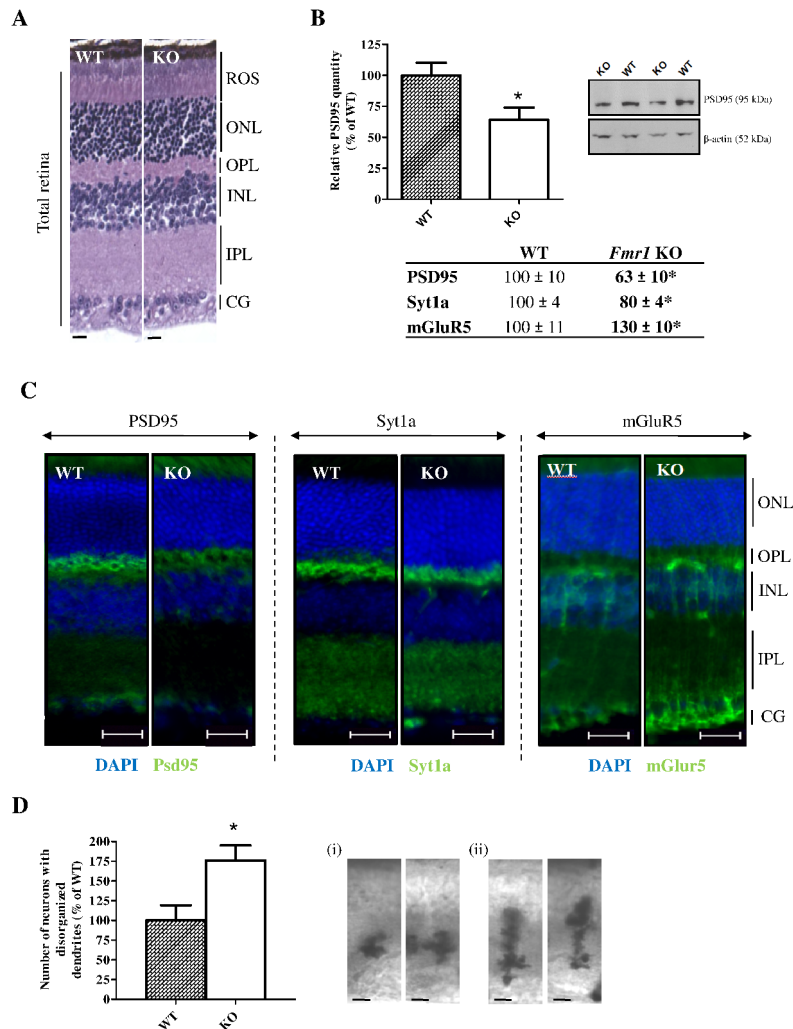 A
WT KO
Total retina
ROS
ONL
OPL
INL
IPL
CG
B
Relative PSD95 quantity
(% of WT)
125
100
75
50
25
0
*
WT
KO
KO WT KO WT
PSD95 (95 kDa)
β-actin (52 kDa)
WT Fmr1 KO
PSD95 100 ± 10 63 ± 10*
Syt1a 100 ± 4 80 ± 4*
mGluR5 100 ± 11 130 ± 10*
C
PSD95 Syt1a mGluR5
WT KO WT KO WT KO
ONL
OPL
INL
IPL
CG
DAPI Psd95 DAPI Syt1a DAPI mGlur5
D
Number of neurons with
disorganized
dendrites (% of WT)
200
175
150
125
100
75
50
25
0
*
WT
KO
(i) (ii)